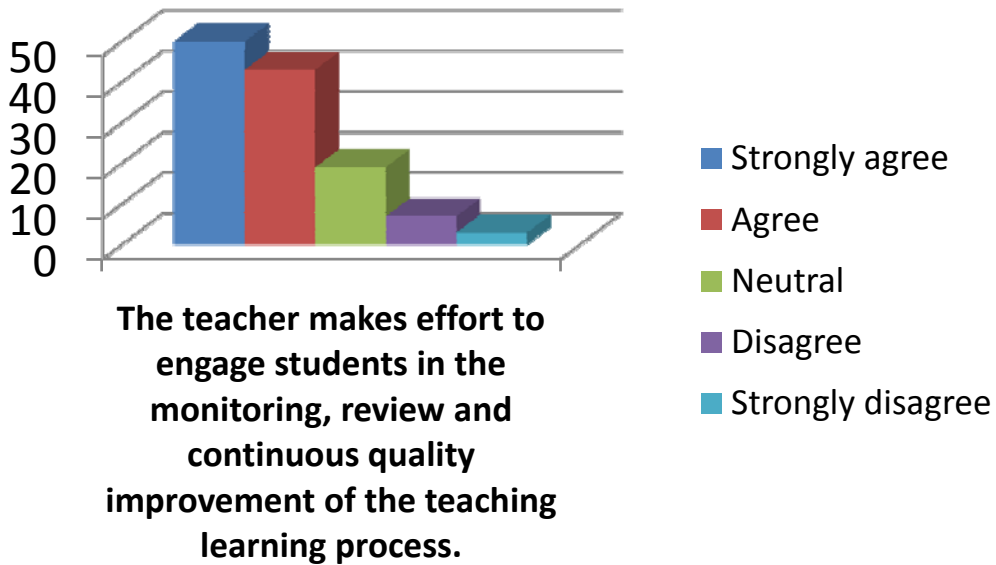 50
40
30
20
10
0
The teacher makes effort to
engage students in the
monitoring, review and
continuous quality
improvement of the teaching
learning process.
Strongly agree
Agree
Neutral
Disagree
Strongly disagree